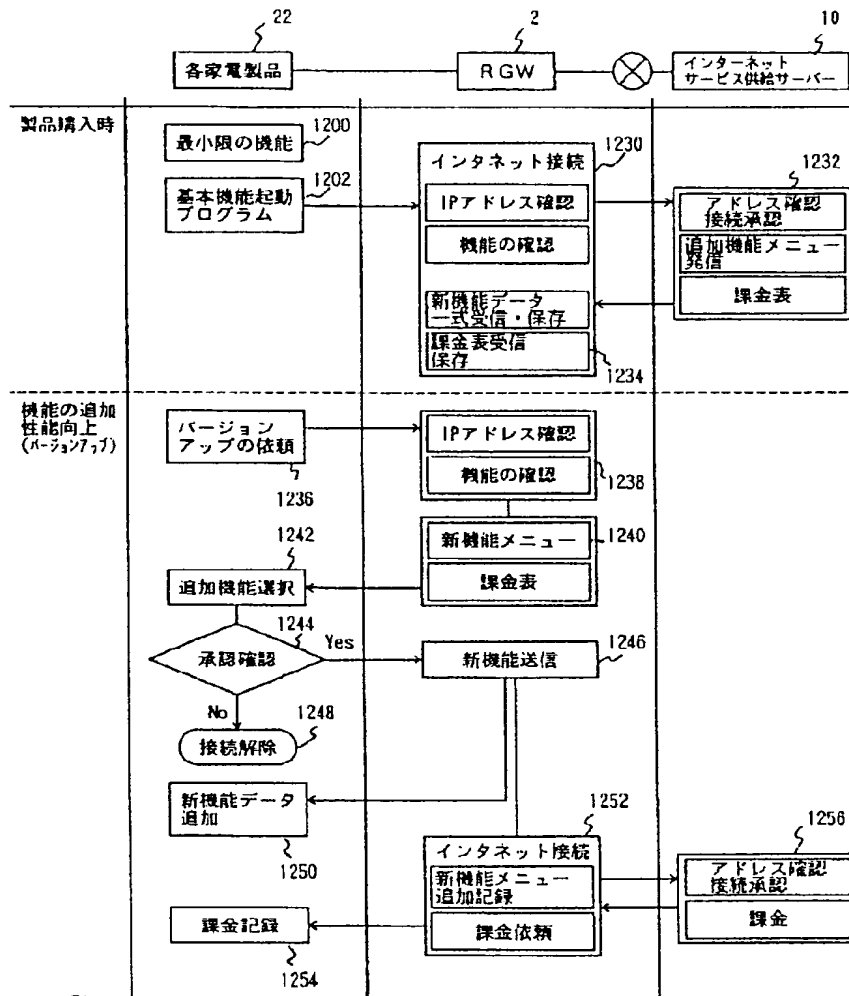 22
2
10
各家電製品
RGW
インターネット
サービス供給サーバー
製品購入時
最小限の機能
1200
基本機能起動
プログラム
1202
インタネット接続
1230
IPアドレス確認
機能の確認
新機能データ
一式受信・保存
課金表受信
保存
1234
1232
アドレス確認
接続承認
追加機能メニュー
発信
課金表
機能の追加
性能向上
(バージョンアップ)
バージョン
アップの依頼
1236
IPアドレス確認
機能の確認
1238
新機能メニュー
1240
課金表
1242
追加機能選択
1244
承認確認
Yes
No
1246
新機能送信
1248
接続解除
新機能データ
追加
1250
1252
インタネット接続
新機能メニュー
追加記録
課金依頼
1256
アドレス確認
接続承認
課金
課金記録
1254